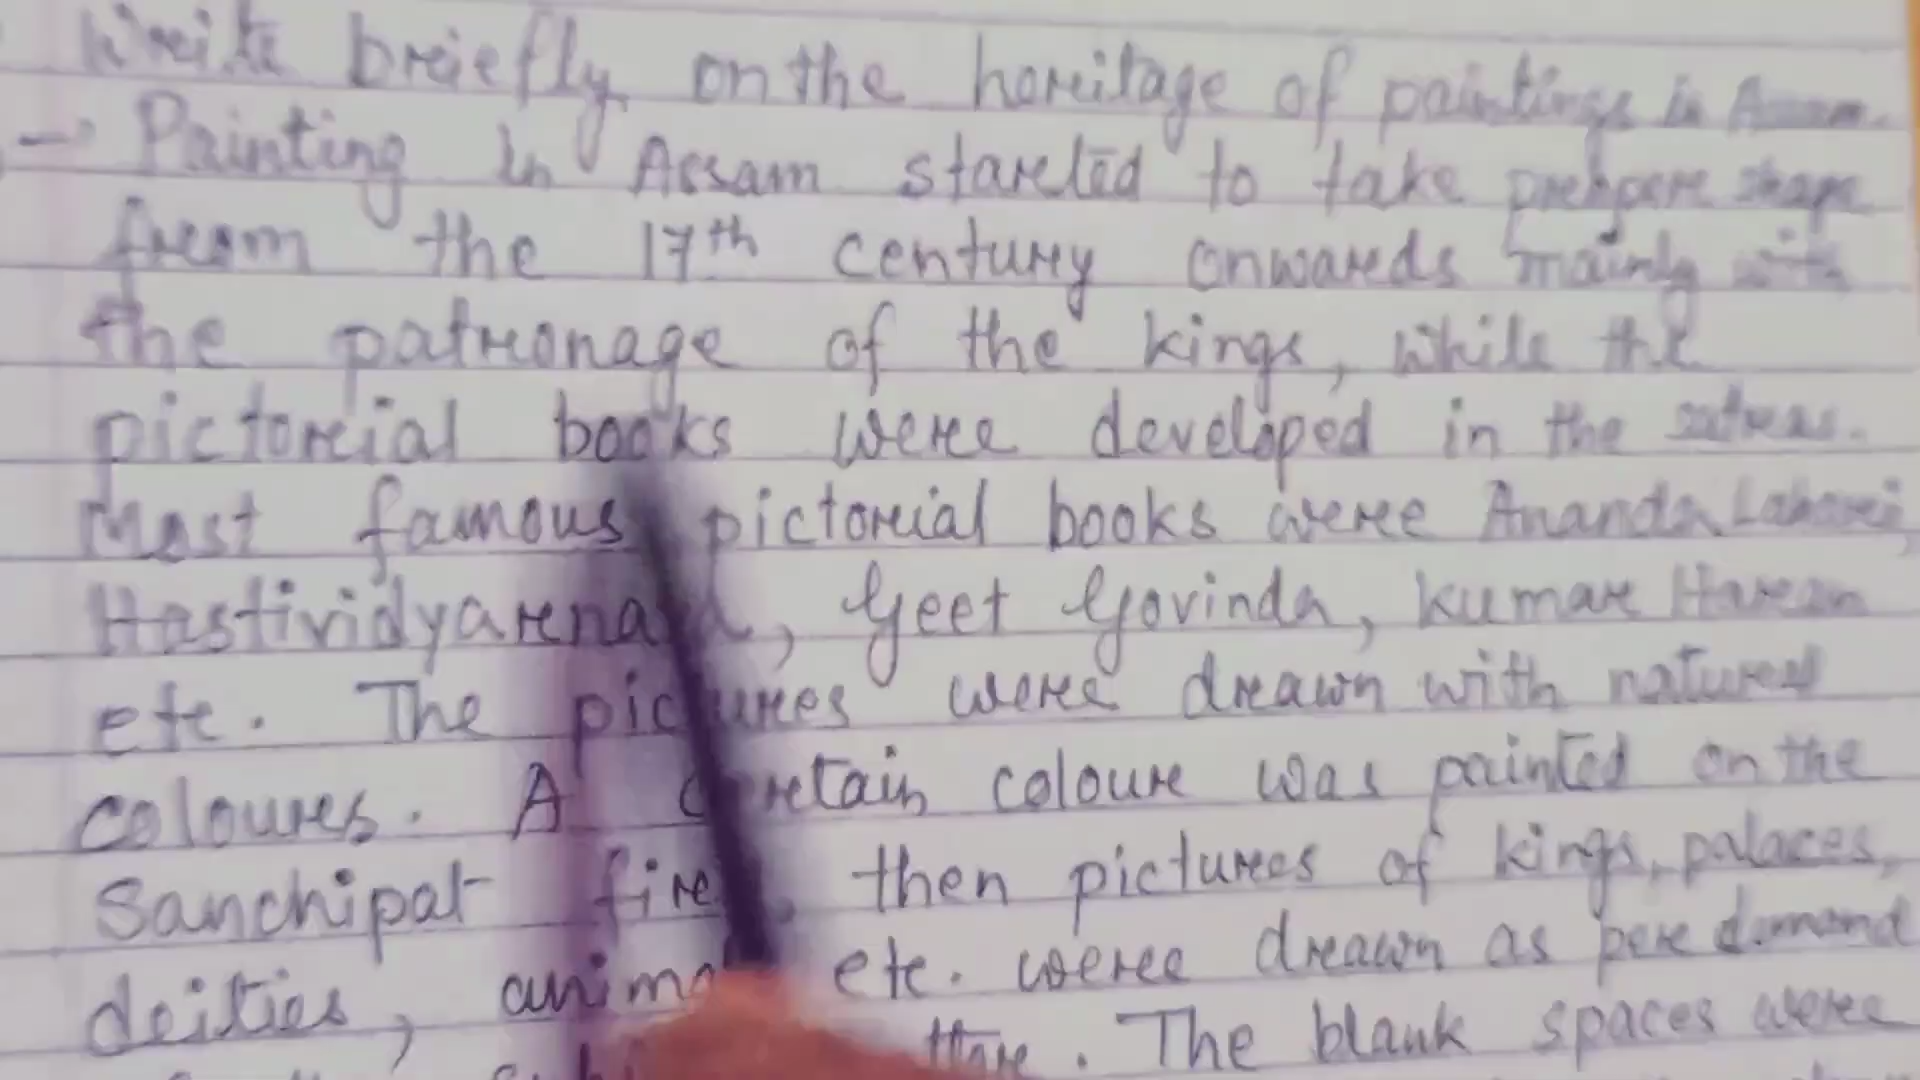 Write briefly on the heritage of paintings in Assam.
→ Painting in Assam started to take proper shape
from the 17th century onwards mainly with
the patronage of the kings, while the
pictorial books were developed in the satras.
Most famous pictorial books were Ananda Lahari,
Hastividyarnava, Geet Govinda, Kumar Haran
etc. The pictures were drawn with natural
colours. A certain colour was painted on the
Sanchipat first, then pictures of kings, palaces,
deities, etc. were drawn as per demand
The blank spaces were